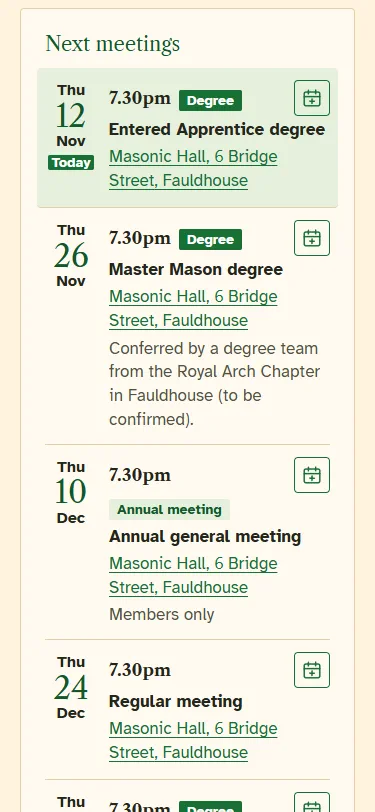 Next meetings
Thu
12
Nov
Today
7.30pm Degree
Entered Apprentice degree
Masonic Hall, 6 Bridge
Street, Fauldhouse
Thu
26
Nov
7.30pm Degree
Master Mason degree
Masonic Hall, 6 Bridge
Street, Fauldhouse
Conferred by a degree team
from the Royal Arch Chapter
in Fauldhouse (to be
confirmed).
Thu
10
Dec
7.30pm
Annual meeting
Annual general meeting
Masonic Hall, 6 Bridge
Street, Fauldhouse
Members only
Thu
24
Dec
7.30pm
Regular meeting
Masonic Hall, 6 Bridge
Street, Fauldhouse
Thu
7.30pm Degree